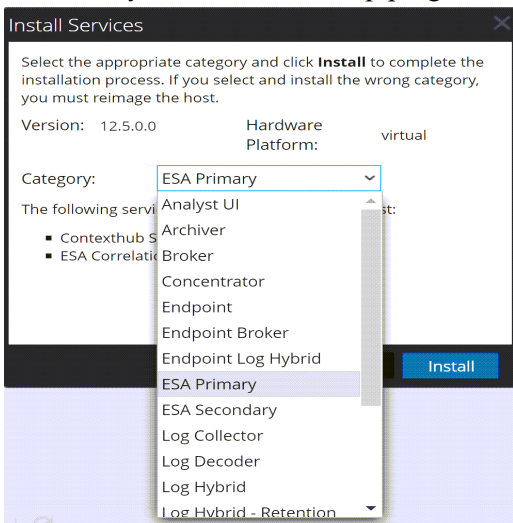 Install Services
Select the appropriate category and click Install to complete the
installation process. If you select and install the wrong category,
you must reimage the host.
Version: 12.5.0.0 Hardware Platform: virtual
Category: ESA Primary
The following servi st:
Contexthub S
ESA Correlati
Analyst UI
Archiver
Broker
Concentrator
Endpoint
Endpoint Broker
Endpoint Log Hybrid
ESA Primary
ESA Secondary
Log Collector
Log Decoder
Log Hybrid
Log Hybrid - Retention
Install